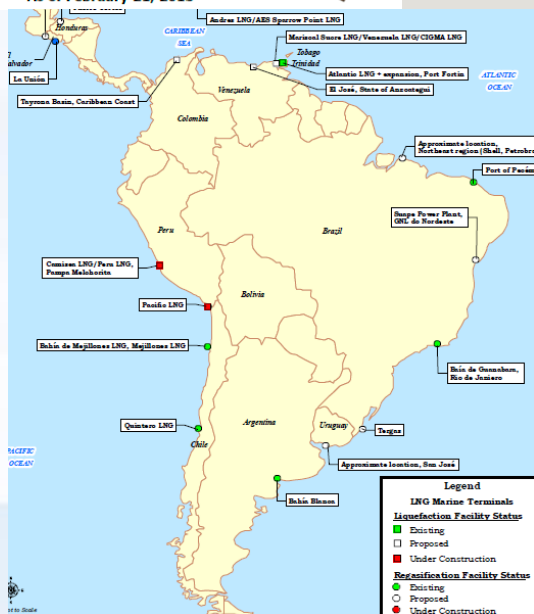 Honduras
Salvador
La Unión
CARIBBEAN
SEA
Andres LNG/AES Sparrow Point LNG
Mariscal Sucre LNG/Venezuela LNG/CIGMA LNG
Tobago
Trinidad
Atlantic LNG + expansion, Port Fortin
El José, State of Anzoategui
ATLANTIC
OCEAN
Tayrona Basin, Caribbean Coast
Venezuela
Colombia
Approximate location,
Northeast region (Shell, Petrobra
Port of Pecém
Suape Power Plant,
GNL do Nordeste
Peru
Brazil
Camisea LNG/Peru LNG,
Pampa Melchorita
Bolivia
Pacific LNG
Bahía de Mejillones LNG, Mejillones LNG
Baía de Guanabara,
Rio de Janiero
Quintero LNG
Argentina
Uruguay
Tergas
Chile
PACIFIC
OCEAN
Approximate location, San José
Bahía Blanca
Legend
LNG Marine Terminals
Liquefaction Facility Status
Existing
Proposed
Under Construction
Regasification Facility Status
Existing
Proposed
Under Construction
ot to Scale